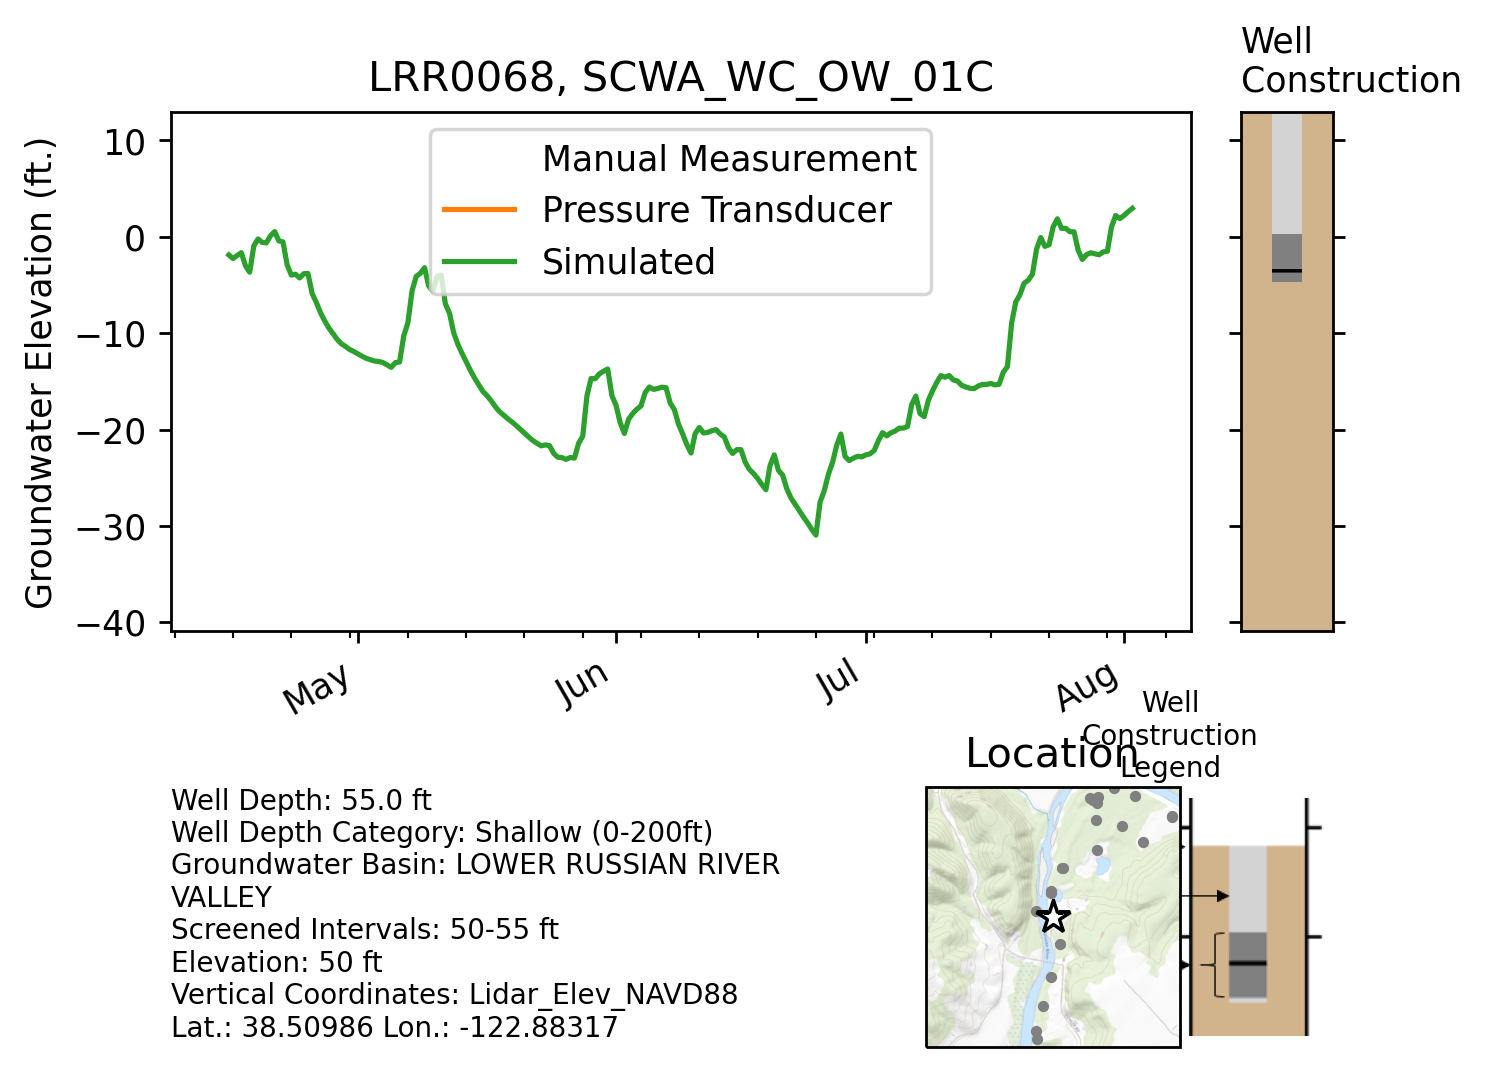 LRR0068, SCWA_WC_OW_01C
Well
Construction
Groundwater Elevation (ft.)
10
0
−10
−20
−30
−40
Manual Measurement
Pressure Transducer
Simulated
May
Jun
Jul
Aug
Well Depth: 55.0 ft
Well Depth Category: Shallow (0-200ft)
Groundwater Basin: LOWER RUSSIAN RIVER
VALLEY
Screened Intervals: 50-55 ft
Elevation: 50 ft
Vertical Coordinates: Lidar_Elev_NAVD88
Lat.: 38.50986 Lon.: -122.88317
Location
Well
Construction
Legend